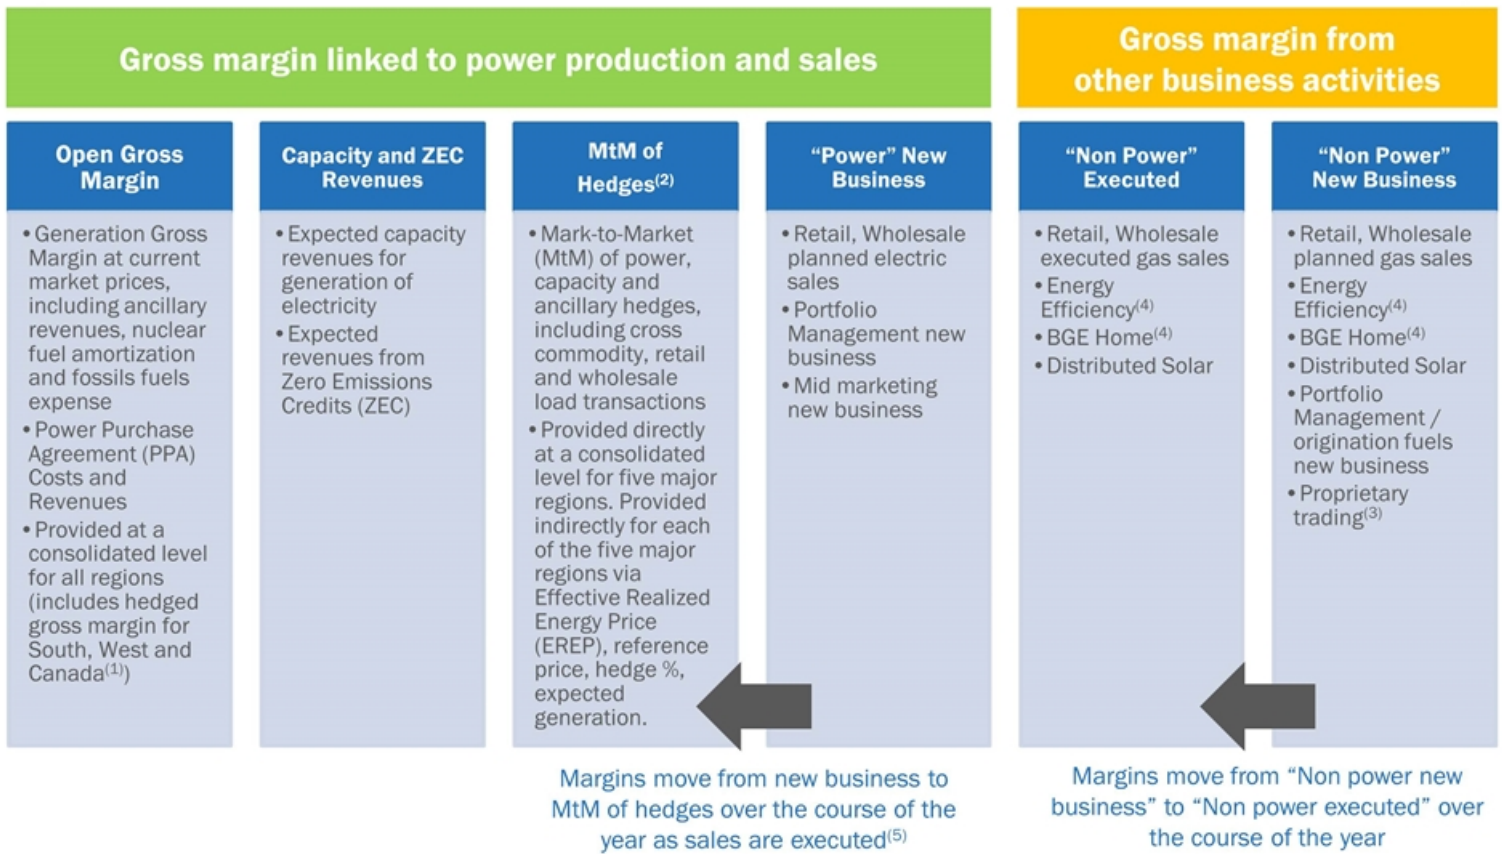 Gross margin linked to power production and sales
Gross margin from
other business activities
Open Gross
Margin
• Generation Gross
Margin at current
market prices,
including ancillary
revenues, nuclear
fuel amortization
and fossils fuels
expense
• Power Purchase
Agreement (PPA)
Costs and
Revenues
• Provided at a
consolidated level
for all regions
(includes hedged
gross margin for
South, West and
Canada(1))
Capacity and ZEC
Revenues
• Expected capacity
revenues for
generation of
electricity
• Expected
revenues from
Zero Emissions
Credits (ZEC)
MtM of
Hedges(2)
• Mark-to-Market
(MtM) of power,
capacity and
ancillary hedges,
including cross
commodity, retail
and wholesale
load transactions
• Provided directly
at a consolidated
level for five major
regions. Provided
indirectly for each
of the five major
regions via
Effective Realized
Energy Price
(EREP), reference
price, hedge %,
expected
generation.
“Power” New
Business
• Retail, Wholesale
planned electric
sales
• Portfolio
Management new
business
• Mid marketing
new business
“Non Power”
Executed
• Retail, Wholesale
executed gas sales
• Energy
Efficiency(4)
• BGE Home(4)
• Distributed Solar
“Non Power”
New Business
• Retail, Wholesale
planned gas sales
• Energy
Efficiency(4)
• BGE Home(4)
• Distributed Solar
• Portfolio
Management /
origination fuels
new business
• Proprietary
trading(3)
Margins move from new business to
MtM of hedges over the course of the
year as sales are executed(5)
Margins move from “Non power new
business” to “Non power executed” over
the course of the year